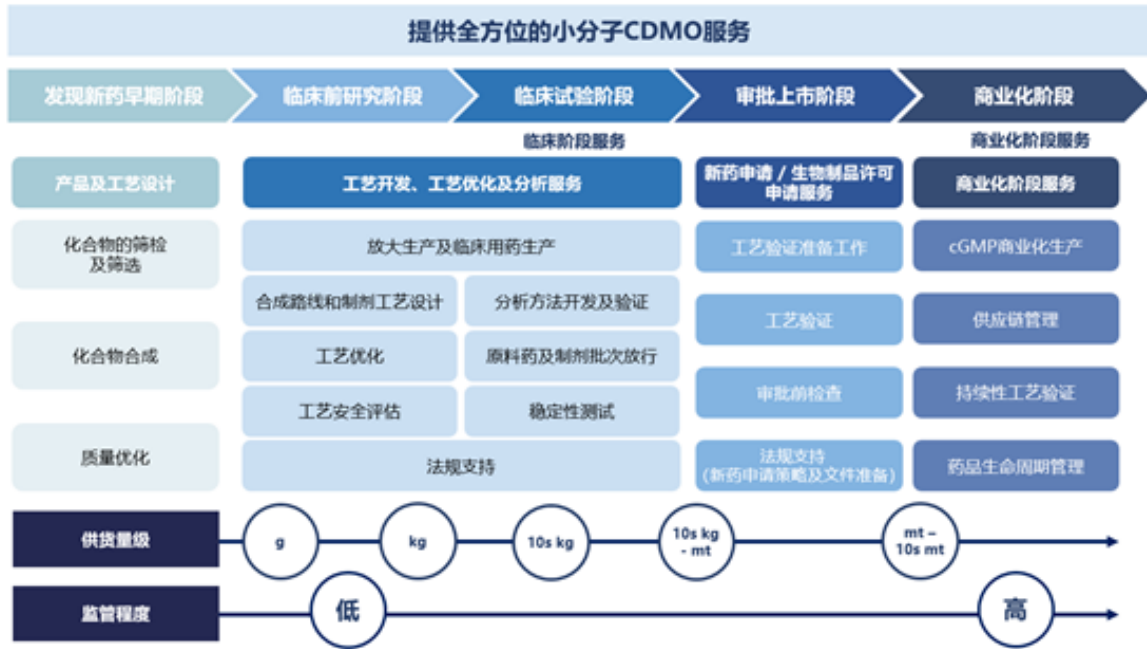 提供全方位的小分子CDMO服务
发现新药早期阶段
临床前研究阶段
临床试验阶段
审批上市阶段
商业化阶段
临床阶段服务
商业化阶段服务
产品及工艺设计
工艺开发、工艺优化及分析服务
新药申请 / 生物制品许可
申请服务
商业化阶段服务
化合物的筛检
及筛选
放大生产及临床用药生产
工艺验证准备工作
cGMP商业化生产
合成路线和制剂工艺设计
分析方法开发及验证
工艺验证
供应链管理
化合物合成
工艺优化
原料药及制剂批次放行
审批前检查
持续性工艺验证
工艺安全评估
稳定性测试
质量优化
法规支持
法规支持
(新药申请策略及文件准备)
药品生命周期管理
供货量级
g
kg
10s kg
10s kg
- mt
mt –
10s mt
监管程度
低
高